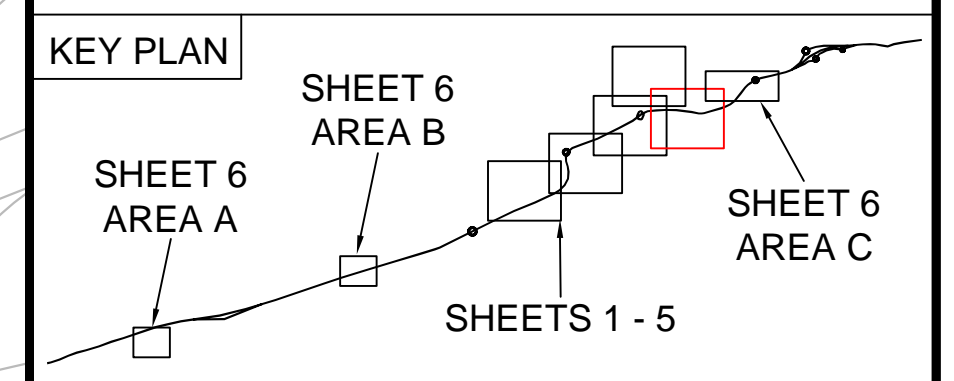 KEY PLAN
SHEET 6
AREA B
SHEET 6
AREA A
SHEET 6
AREA C
SHEETS 1 - 5